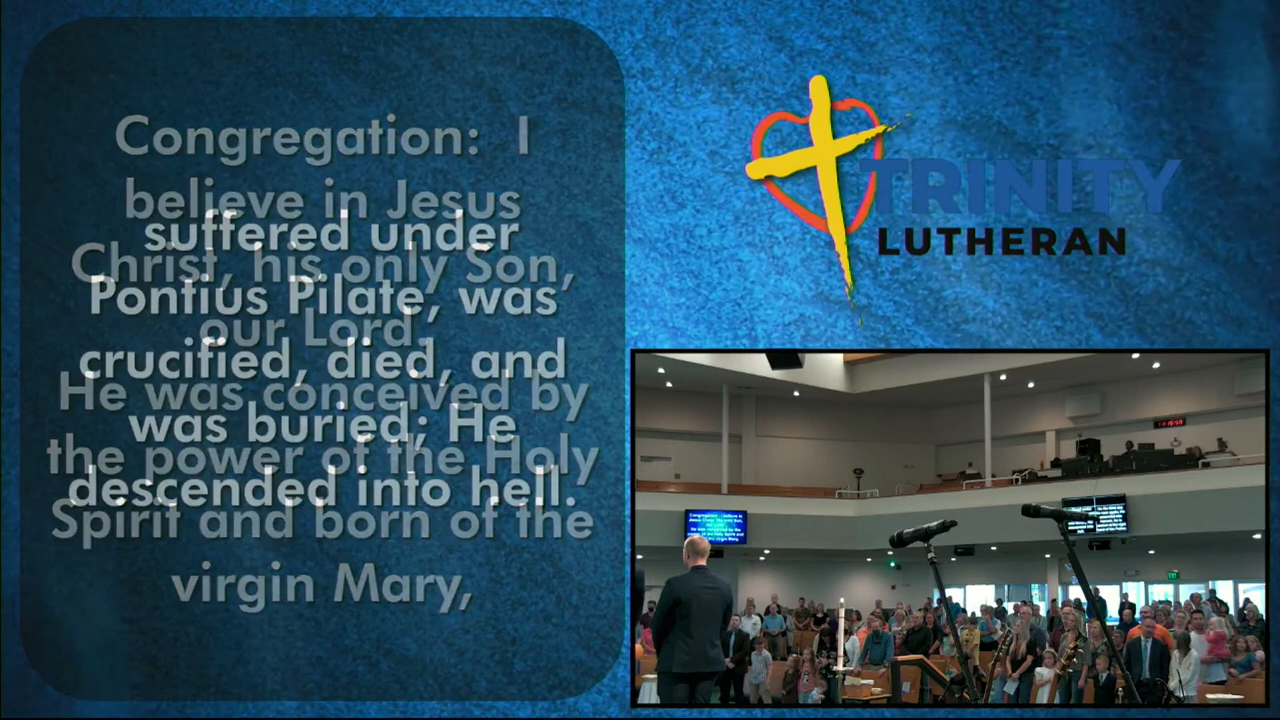 Congregation: I
believe in Jesus
Christ, his only Son,
our Lord.
He was conceived by
the power of the Holy
Spirit and born of the
virgin Mary,
suffered under
Pontius Pilate, was
crucified, died, and
was buried; He
descended into hell.
TRINITY
LUTHERAN